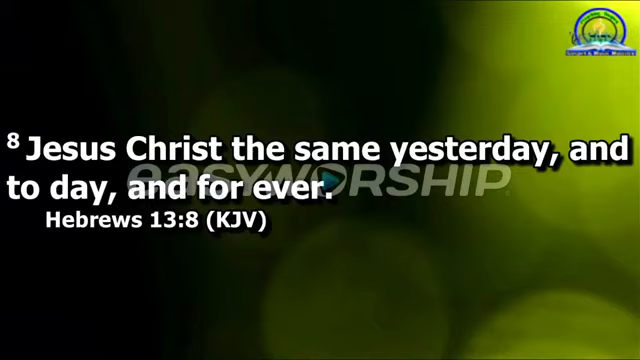 8 Jesus Christ the same yesterday, and
to day, and for ever.
easyworship
Hebrews 13:8 (KJV)